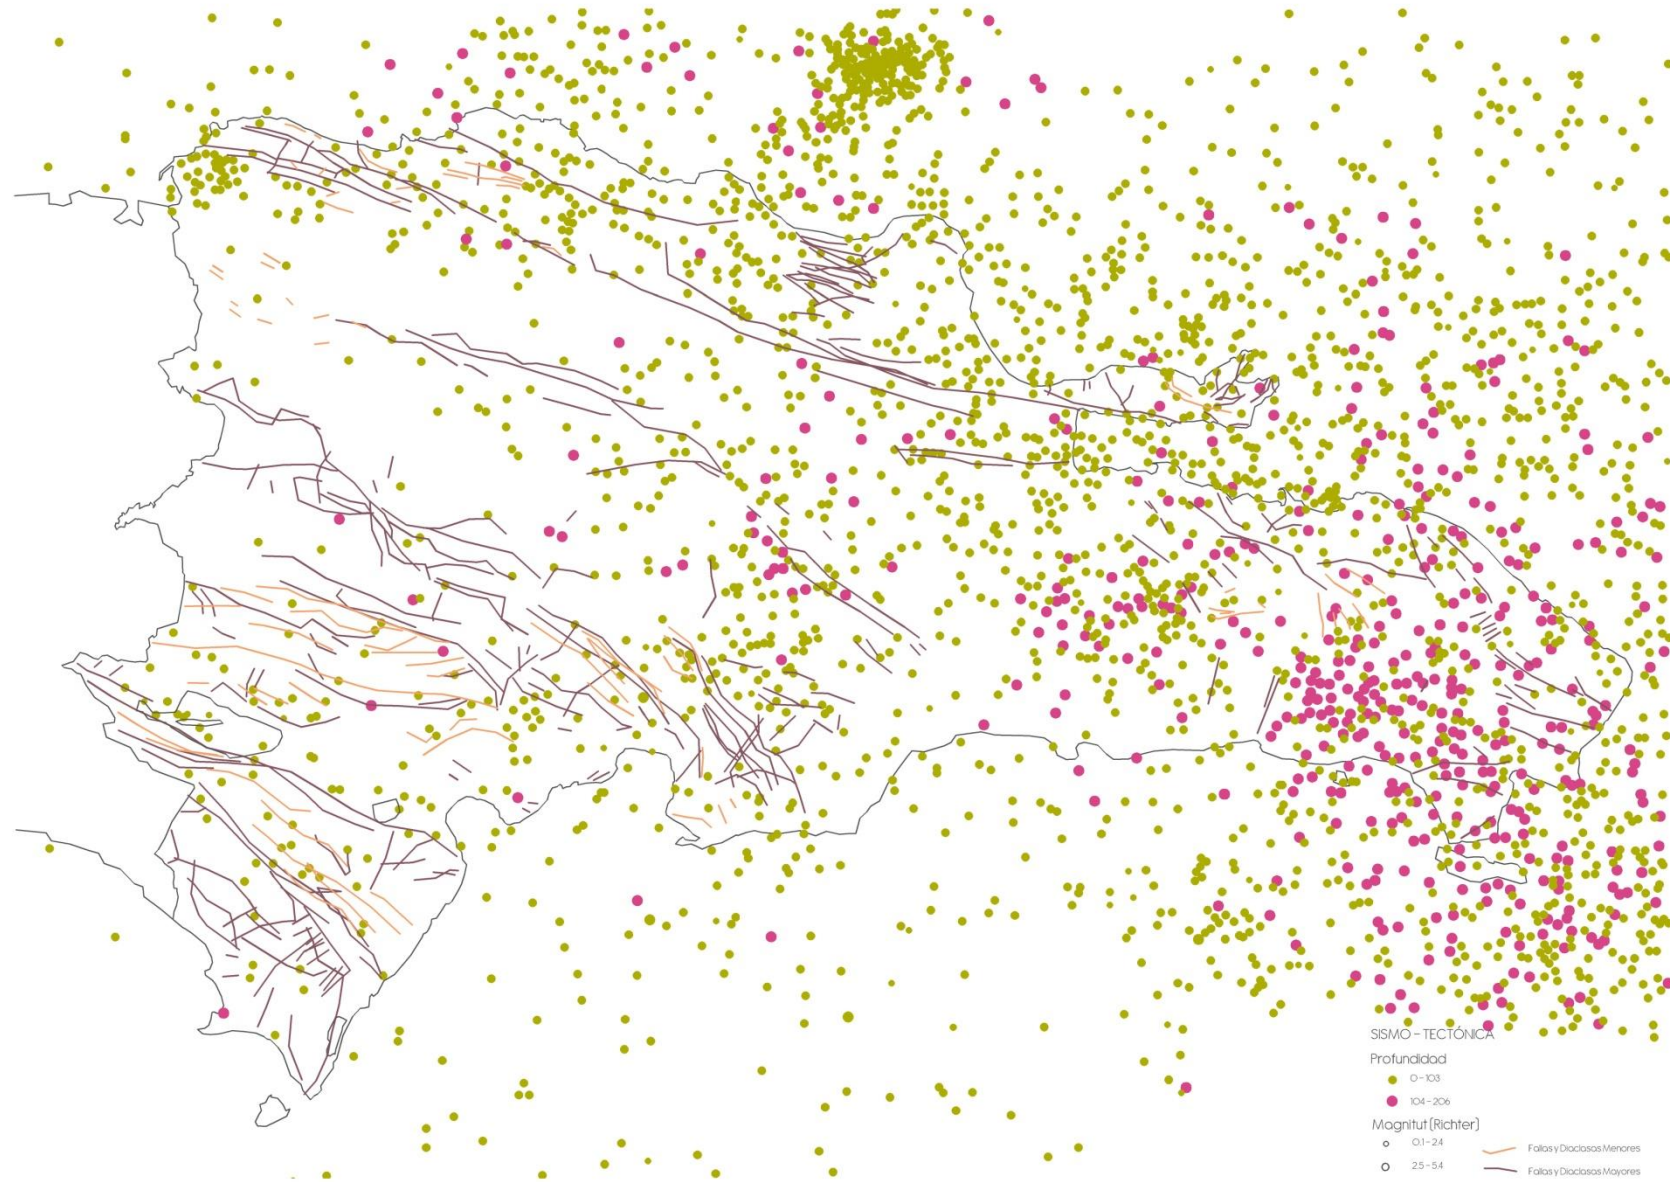 SISMO - TECTÓNICA
Profundidad
0-103
104-206
Magnitut (Richter)
0.1-2.4
2.5-5.4
Fallas y Diaclasas Menores
Fallas y Diaclasas Mayores